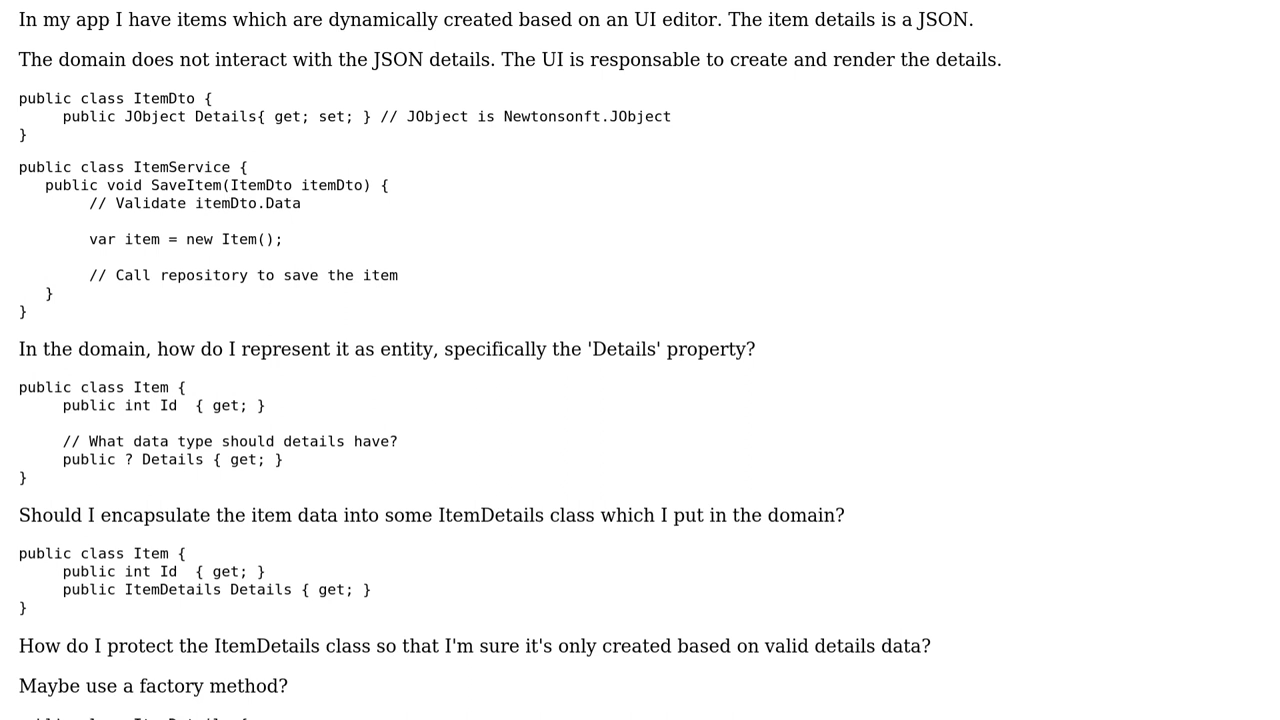 In my app I have items which are dynamically created based on an UI editor. The item details is a JSON.
The domain does not interact with the JSON details. The UI is responsable to create and render the details.
public class ItemDto {
     public JObject Details{ get; set; } // JObject is Newtonsonft.JObject
}
public class ItemService {
   public void SaveItem(ItemDto itemDto) {
        // Validate itemDto.Data
        var item = new Item();
        // Call repository to save the item
   }
}
In the domain, how do I represent it as entity, specifically the 'Details' property?
public class Item {
     public int Id  { get; }
     // What data type should details have?
     public ? Details { get; }
}
Should I encapsulate the item data into some ItemDetails class which I put in the domain?
public class Item {
     public int Id  { get; }
     public ItemDetails Details { get; }
}
How do I protect the ItemDetails class so that I'm sure it's only created based on valid details data?
Maybe use a factory method?